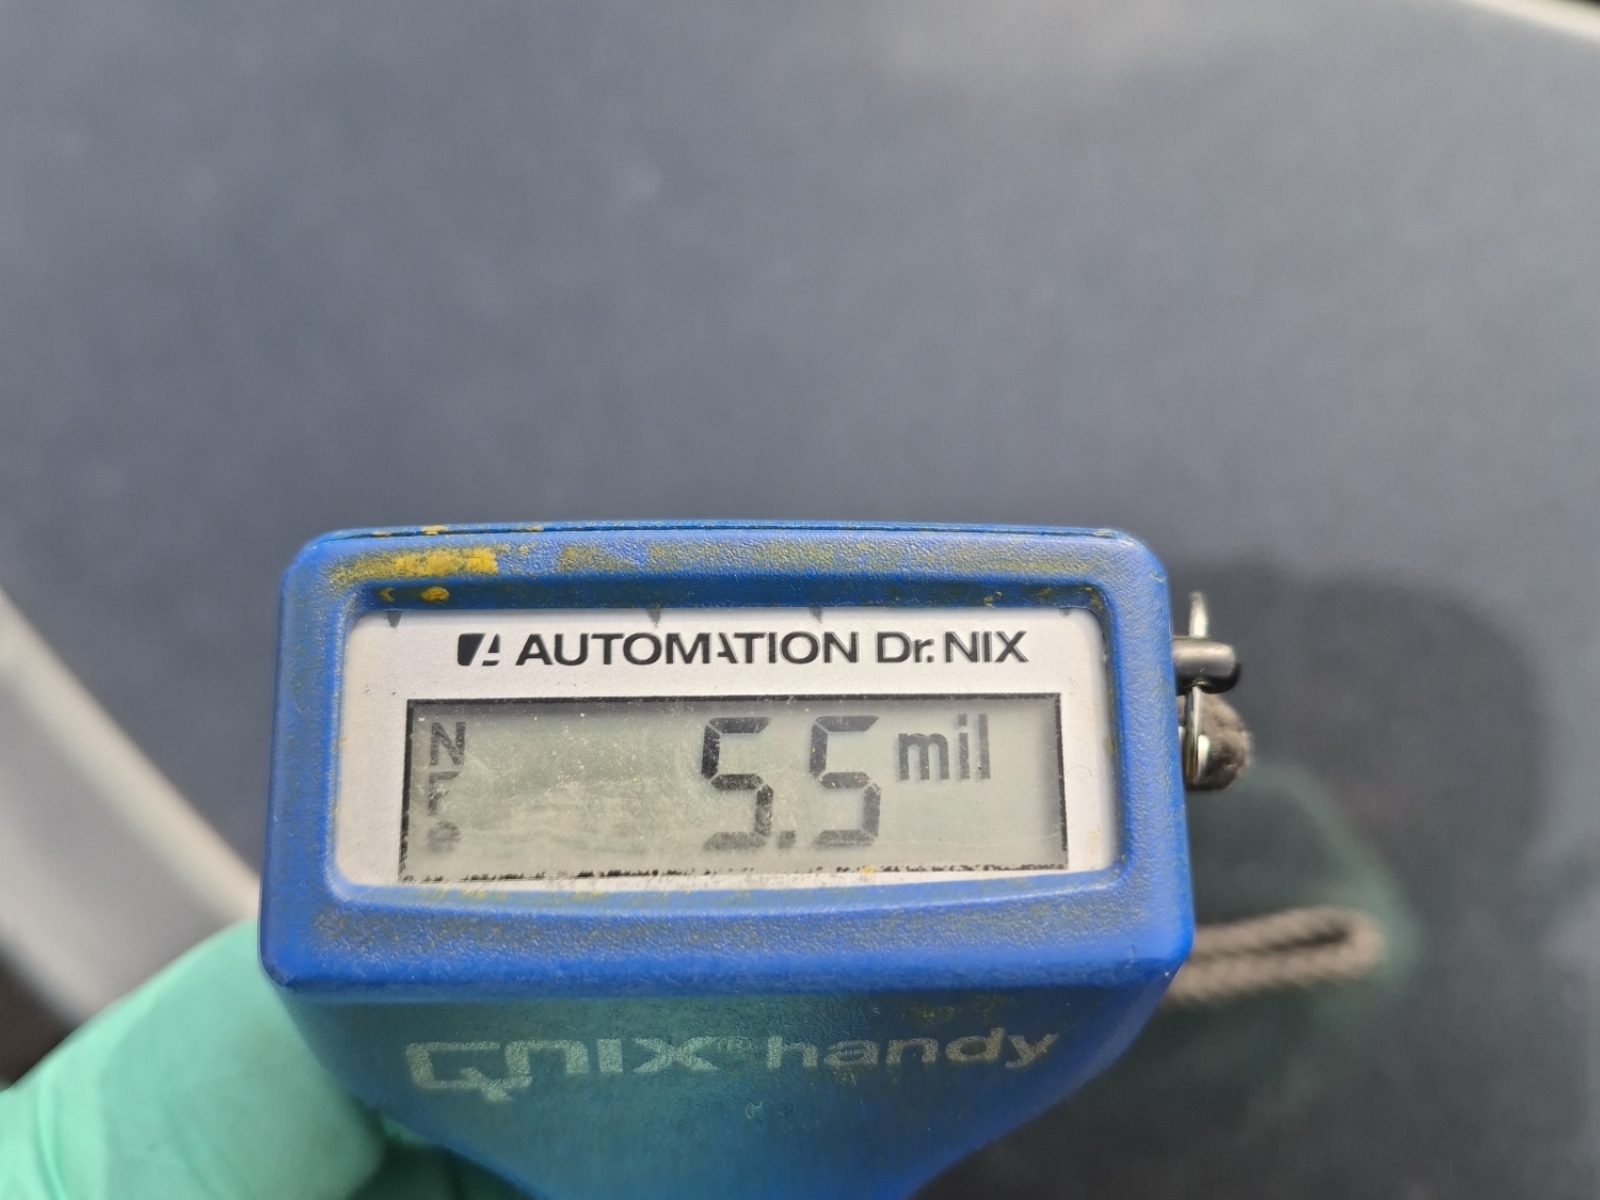 AUTOMATION Dr. NIX
N
5.5 mil
QNIX® handy